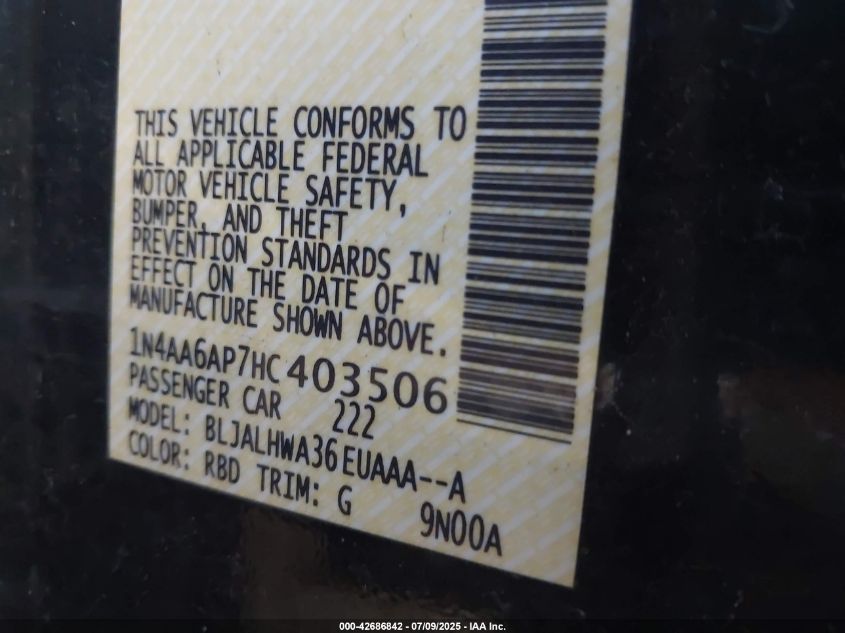 THIS VEHICLE CONFORMS TO
ALL APPLICABLE FEDERAL
MOTOR VEHICLE SAFETY,
BUMPER, AND THEFT
PREVENTION STANDARDS IN
EFFECT ON THE DATE OF
MANUFACTURE SHOWN ABOVE.
1N4AA6AP7HC403506
PASSENGER CAR 222
MODEL: BLJALHWA36EUAAA--A
COLOR: RBD TRIM: G 9N00A
000-42686842 - 07/09/2025 - IAA Inc.